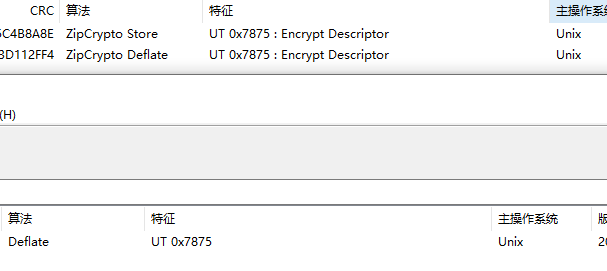 CRC 算法 特征 主操作系统
5C4B8A8E ZipCrypto Store UT 0x7875 : Encrypt Descriptor Unix
3D112FF4 ZipCrypto Deflate UT 0x7875 : Encrypt Descriptor Unix
(H)
算法 特征 主操作系统 版
Deflate UT 0x7875 Unix 20